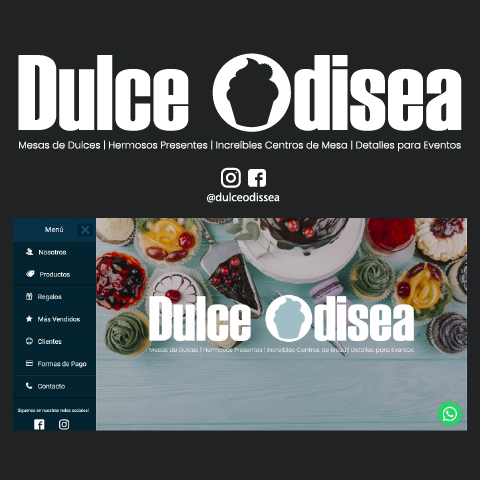 Dulce Odisea
Mesas de Dulces | Hermosos Presentes | Increíbles Centros de Mesa | Detalles para Eventos
@dulceodissea
Menú
Nosotros
Productos
Regalos
Más Vendidos
Clientes
Formas de Pago
Contacto
Síguenos en nuestras redes sociales!
Dulce Odisea
Mesas de Dulces | Hermosos Presentes | Increíbles Centros de Mesa | Detalles para Eventos